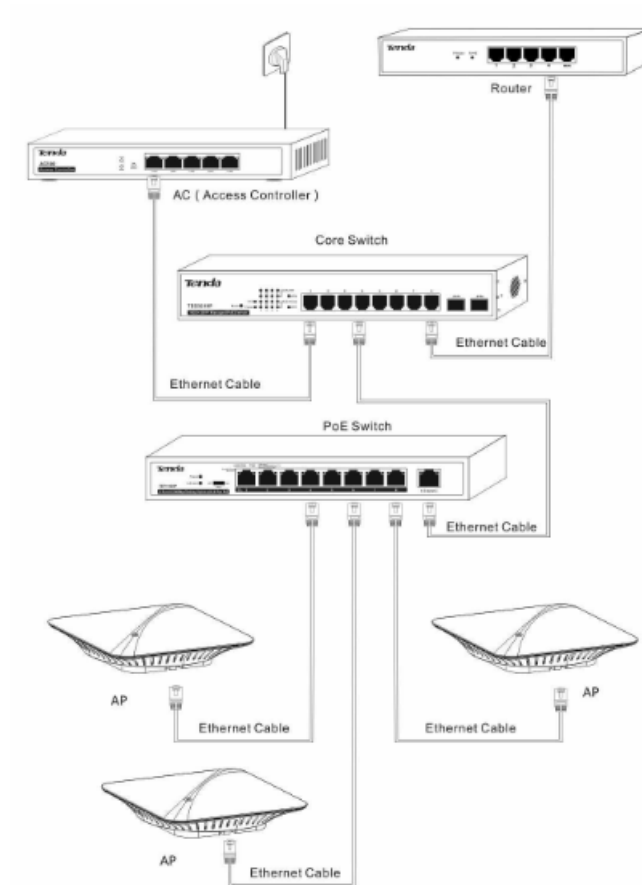 Tenda
Router
Tenda
AC ( Access Controller )
Core Switch
Tenda
Ethernet Cable
Ethernet Cable
PoE Switch
Tenda
Ethernet Cable
AP
AP
Ethernet Cable
Ethernet Cable
AP
Ethernet Cable